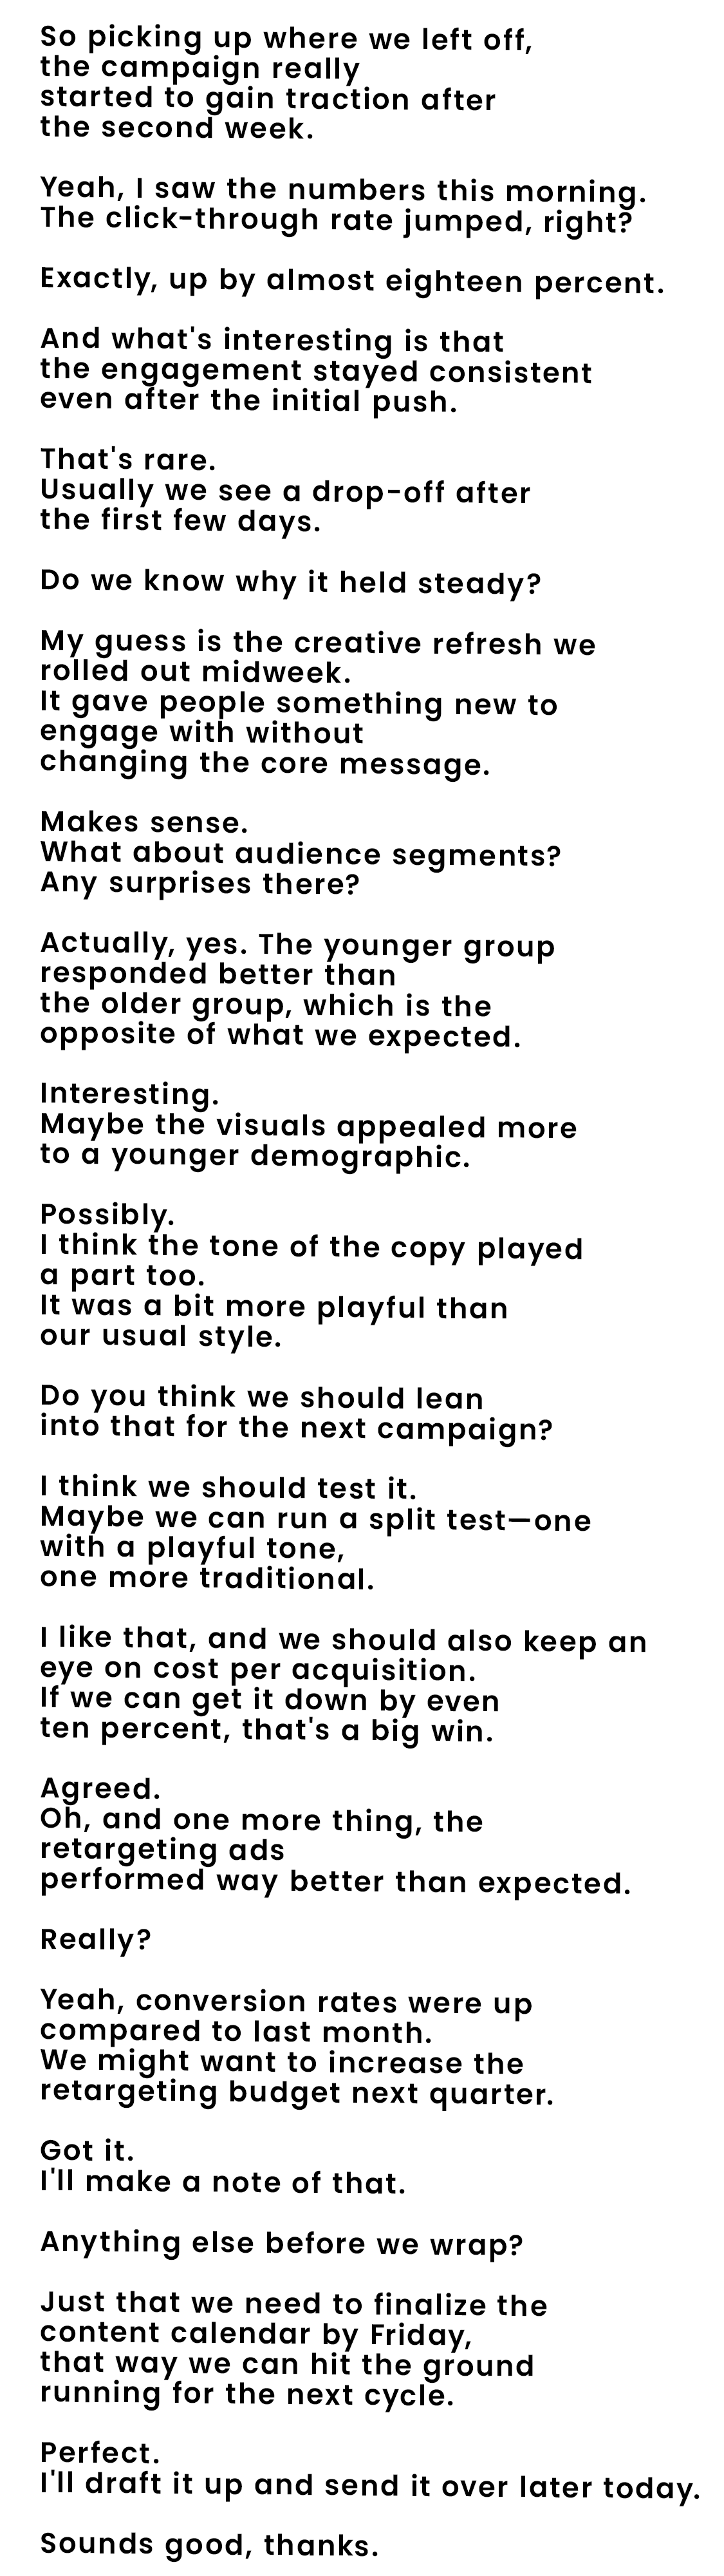 So picking up where we left off,
the campaign really
started to gain traction after
the second week.

Yeah, I saw the numbers this morning.
The click-through rate jumped, right?

Exactly, up by almost eighteen percent.

And what's interesting is that
the engagement stayed consistent
even after the initial push.

That's rare.
Usually we see a drop-off after
the first few days.

Do we know why it held steady?

My guess is the creative refresh we
rolled out midweek.
It gave people something new to
engage with without
changing the core message.

Makes sense.
What about audience segments?
Any surprises there?

Actually, yes. The younger group
responded better than
the older group, which is the
opposite of what we expected.

Interesting.
Maybe the visuals appealed more
to a younger demographic.

Possibly.
I think the tone of the copy played
a part too.
It was a bit more playful than
our usual style.

Do you think we should lean
into that for the next campaign?

I think we should test it.
Maybe we can run a split test—one
with a playful tone,
one more traditional.

I like that, and we should also keep an
eye on cost per acquisition.
If we can get it down by even
ten percent, that's a big win.

Agreed.
Oh, and one more thing, the
retargeting ads
performed way better than expected.

Really?

Yeah, conversion rates were up
compared to last month.
We might want to increase the
retargeting budget next quarter.

Got it.
I'll make a note of that.

Anything else before we wrap?

Just that we need to finalize the
content calendar by Friday,
that way we can hit the ground
running for the next cycle.

Perfect.
I'll draft it up and send it over later today.

Sounds good, thanks.